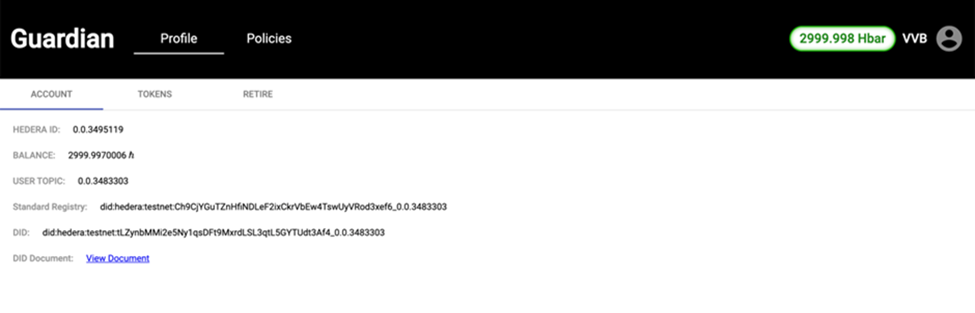 Guardian Profile Policies 2999.998 Hbar VVB
ACCOUNT TOKENS RETIRE
HEDERA ID: 0.0.3495119
BALANCE: 2999.9970006 ℏ
USER TOPIC: 0.0.3483303
Standard Registry: did:hedera:testnet:Ch9CjYGuTZnHfiNDLeF2ixCkrVbEw4TswUyVRod3xef6_0.0.3483303
DID: did:hedera:testnet:tLZynbMMi2e5Ny1qsDFt9MxrdLSL3qtL5GYTUdt3Af4_0.0.3483303
DID Document: View Document